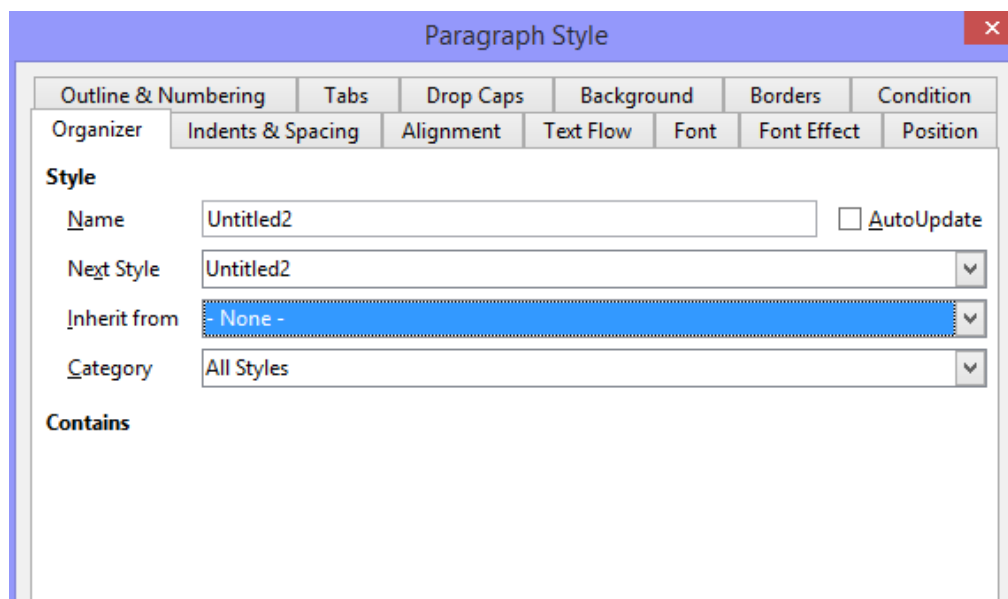 Paragraph Style
Outline & Numbering Tabs Drop Caps Background Borders Condition
Organizer Indents & Spacing Alignment Text Flow Font Font Effect Position
Style
Name Untitled2 AutoUpdate
Next Style Untitled2
Inherit from - None -
Category All Styles
Contains